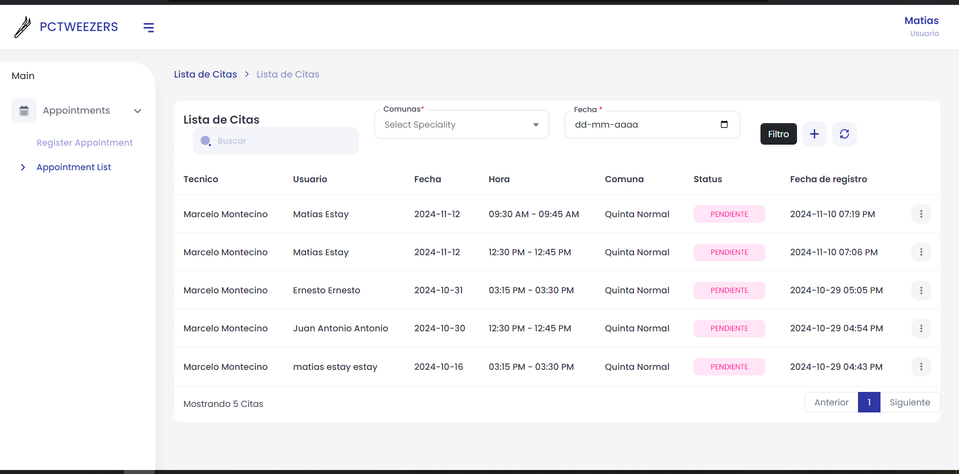 PCTWEEZERS
Matias
Usuario
Main
Appointments
Register Appointment
Appointment List
Lista de Citas > Lista de Citas
Lista de Citas
Buscar
Comunas*
Select Speciality
Fecha *
dd-mm-aaaa
Filtro
+
Tecnico Usuario Fecha Hora Comuna Status Fecha de registro
Marcelo Montecino Matias Estay 2024-11-12 09:30 AM - 09:45 AM Quinta Normal PENDIENTE 2024-11-10 07:19 PM
Marcelo Montecino Matias Estay 2024-11-12 12:30 PM - 12:45 PM Quinta Normal PENDIENTE 2024-11-10 07:06 PM
Marcelo Montecino Ernesto Ernesto 2024-10-31 03:15 PM - 03:30 PM Quinta Normal PENDIENTE 2024-10-29 05:05 PM
Marcelo Montecino Juan Antonio Antonio 2024-10-30 12:30 PM - 12:45 PM Quinta Normal PENDIENTE 2024-10-29 04:54 PM
Marcelo Montecino matias estay estay 2024-10-16 03:15 PM - 03:30 PM Quinta Normal PENDIENTE 2024-10-29 04:43 PM
Mostrando 5 Citas
Anterior 1 Siguiente